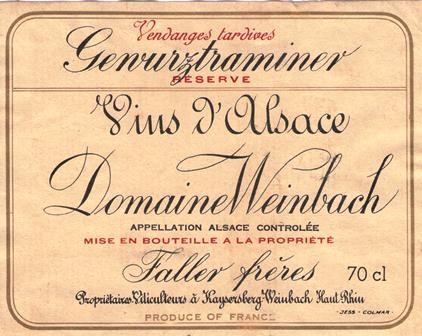 Vendanges tardives
Gewurztraminer
RÉSERVE
Vins d'Alsace
Domaine Weinbach
APPELLATION ALSACE CONTROLÉE
MISE EN BOUTEILLE A LA PROPRIÉTÉ
Faller frères 70 cl
Propriétaires-Viticulteurs à Kaysersberg-Weinbach Haut-Rhin
PRODUCE OF FRANCE
JESS - COLMAR